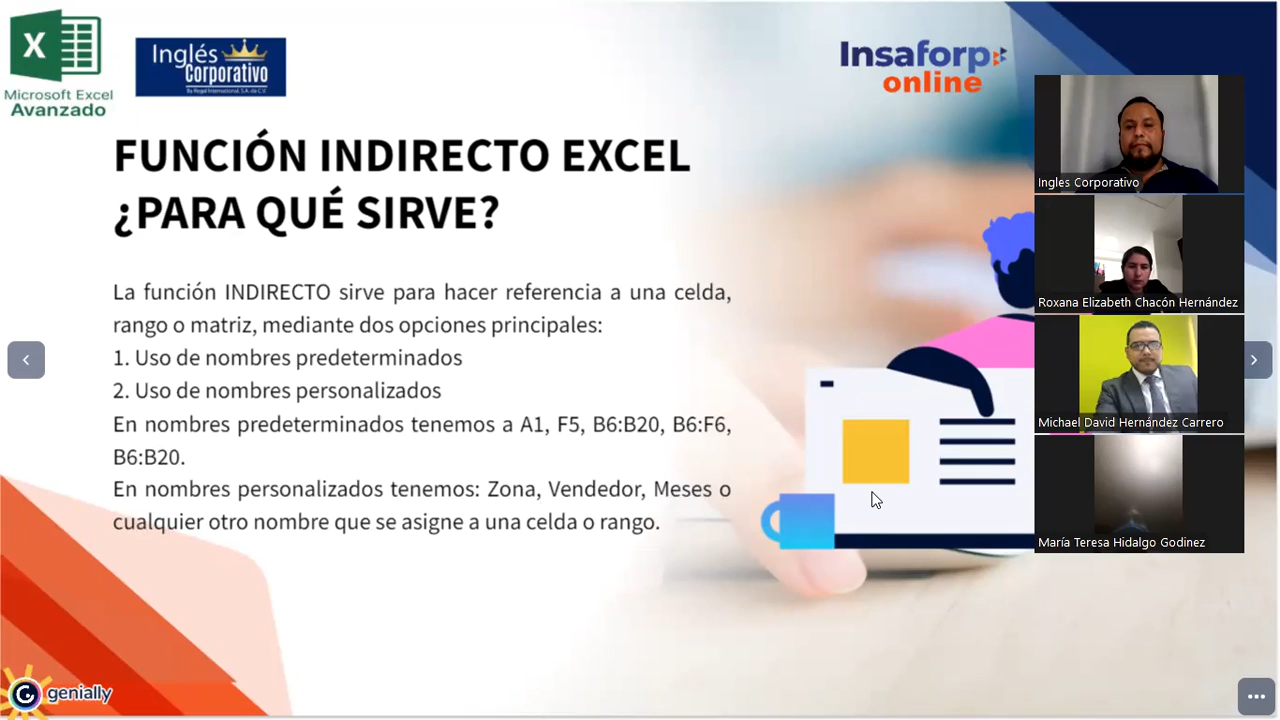 X
Microsoft Excel
Avanzado
Inglés
Corporativo
By Regal International, S.A. de C.V.
Insaforp
online
FUNCIÓN INDIRECTO EXCEL
¿PARA QUÉ SIRVE?
La función INDIRECTO sirve para hacer referencia a una celda,
rango o matriz, mediante dos opciones principales:
1. Uso de nombres predeterminados
2. Uso de nombres personalizados
En nombres predeterminados tenemos a A1, F5, B6:B20, B6:F6,
B6:B20.
En nombres personalizados tenemos: Zona, Vendedor, Meses o
cualquier otro nombre que se asigne a una celda o rango.
Ingles Corporativo
Roxana Elizabeth Chacón Hernández
Michael David Hernández Carrero
María Teresa Hidalgo Godinez
genially